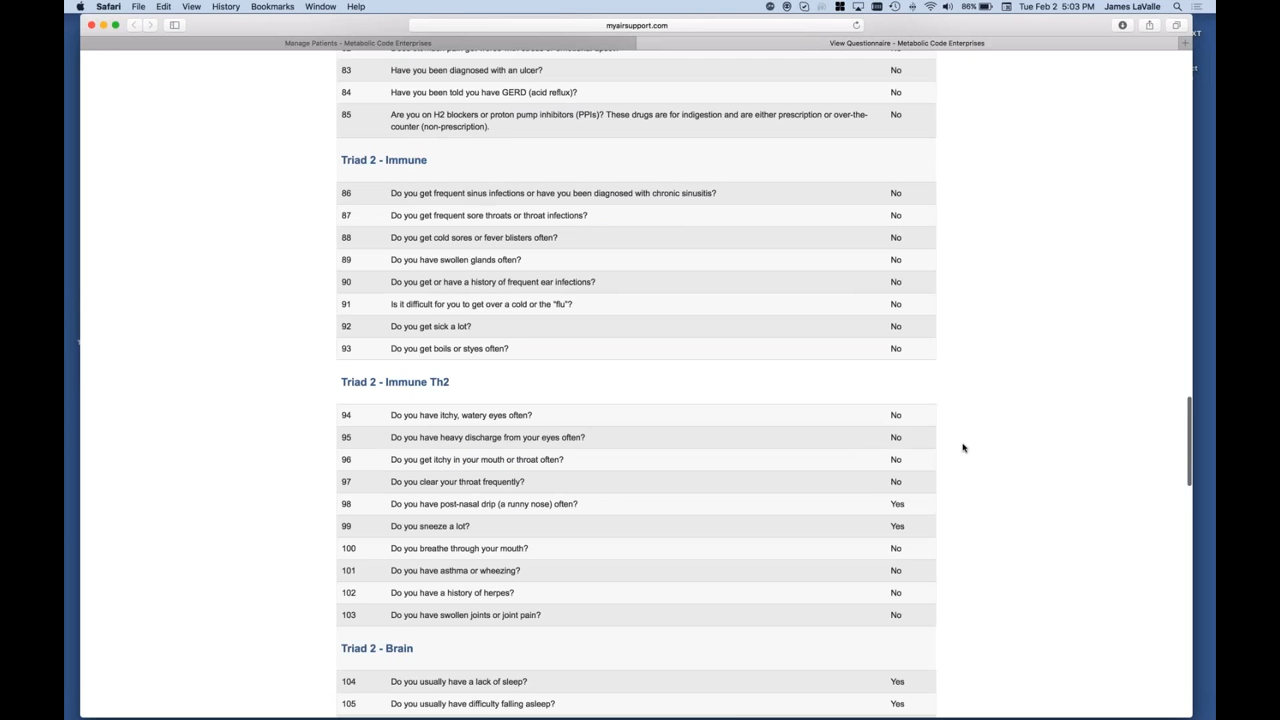 Safari File Edit View History Bookmarks Window Help 86% Tue Feb 2 5:03 PM James LaValle
myairsupport.com
Manage Patients - Metabolic Code Enterprises View Questionnaire - Metabolic Code Enterprises
83 Have you been diagnosed with an ulcer? No
84 Have you been told you have GERD (acid reflux)? No
85 Are you on H2 blockers or proton pump inhibitors (PPIs)? These drugs are for indigestion and are either prescription or over-the- No
counter (non-prescription).
Triad 2 - Immune
86 Do you get frequent sinus infections or have you been diagnosed with chronic sinusitis? No
87 Do you get frequent sore throats or throat infections? No
88 Do you get cold sores or fever blisters often? No
89 Do you have swollen glands often? No
90 Do you get or have a history of frequent ear infections? No
91 Is it difficult for you to get over a cold or the "flu"? No
92 Do you get sick a lot? No
93 Do you get boils or styes often? No
Triad 2 - Immune Th2
94 Do you have itchy, watery eyes often? No
95 Do you have heavy discharge from your eyes often? No
96 Do you get itchy in your mouth or throat often? No
97 Do you clear your throat frequently? No
98 Do you have post-nasal drip (a runny nose) often? Yes
99 Do you sneeze a lot? Yes
100 Do you breathe through your mouth? No
101 Do you have asthma or wheezing? No
102 Do you have a history of herpes? No
103 Do you have swollen joints or joint pain? No
Triad 2 - Brain
104 Do you usually have a lack of sleep? Yes
105 Do you usually have difficulty falling asleep? Yes